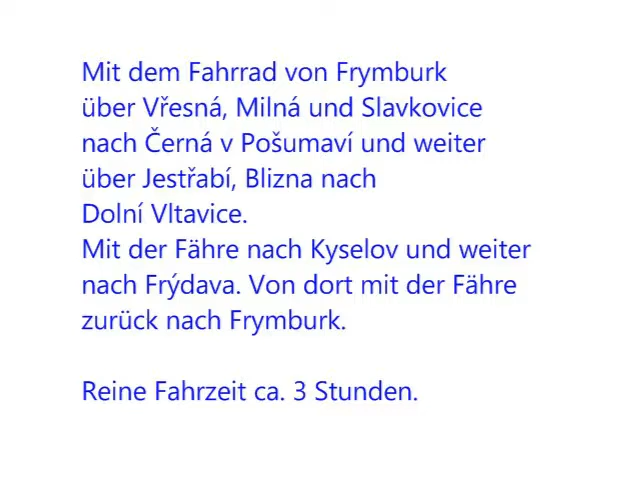 Mit dem Fahrrad von Frymburk
über Vřesná, Milná und Slavkovice
nach Černá v Pošumaví und weiter
über Jestřabí, Blizna nach
Dolní Vltavice.
Mit der Fähre nach Kyselov und weiter
nach Frýdava. Von dort mit der Fähre
zurück nach Frymburk.
Reine Fahrzeit ca. 3 Stunden.